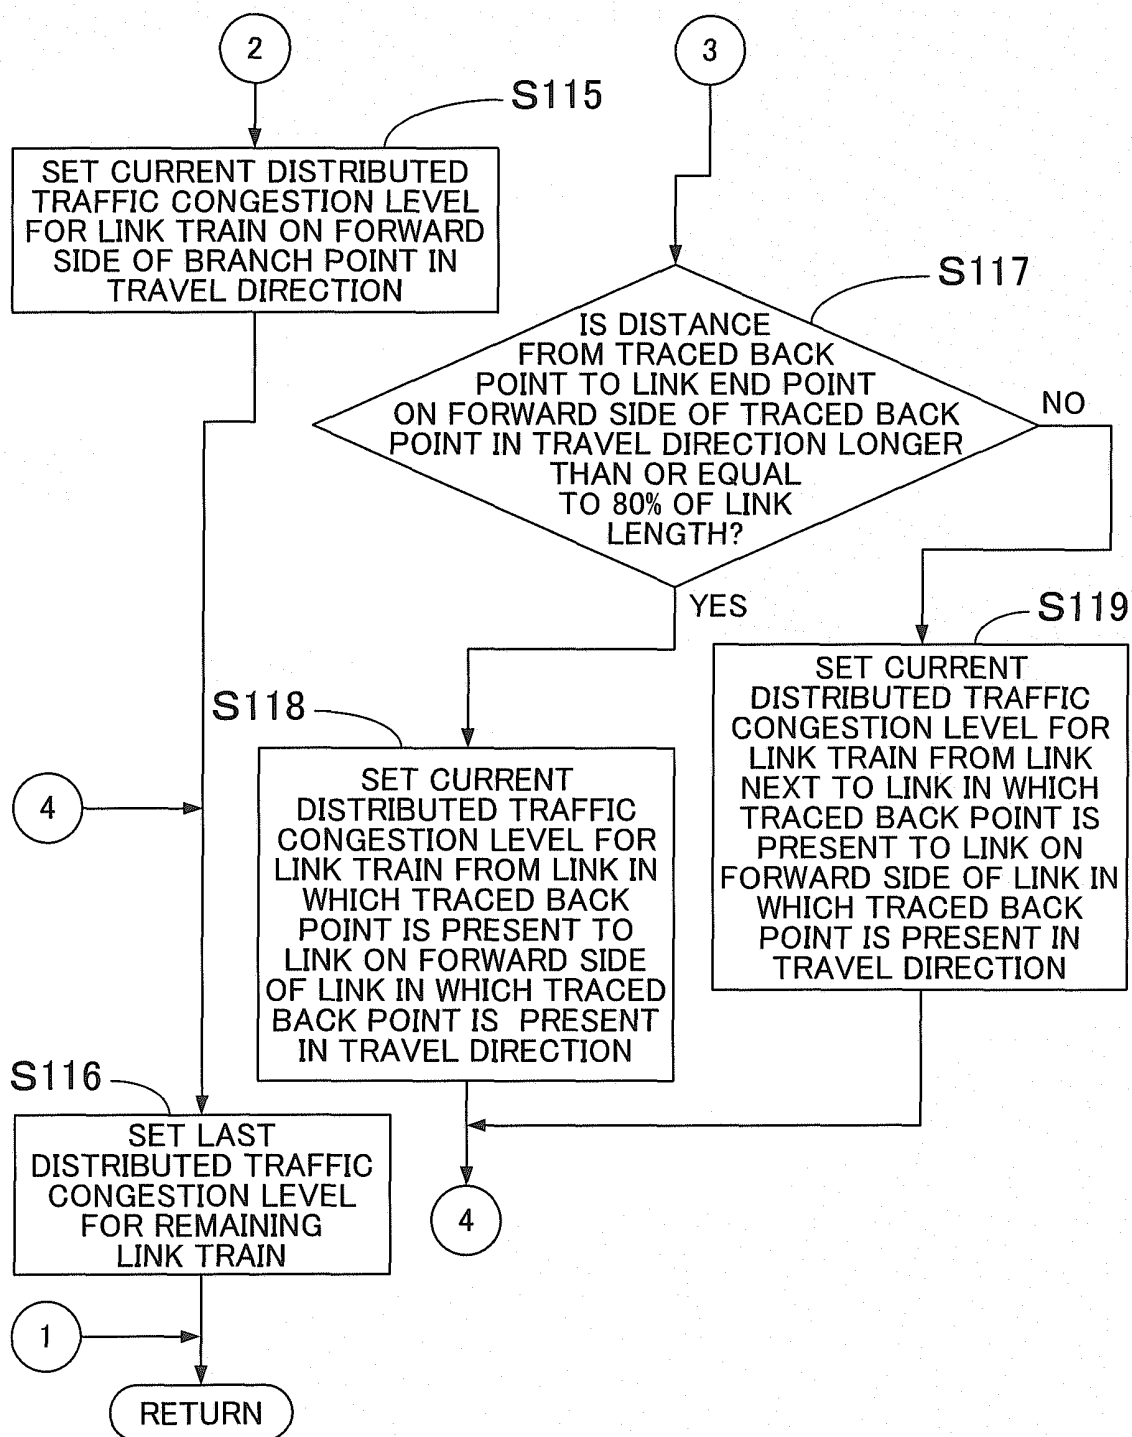 2
3
S115
SET CURRENT DISTRIBUTED
TRAFFIC CONGESTION LEVEL
FOR LINK TRAIN ON FORWARD
SIDE OF BRANCH POINT IN
TRAVEL DIRECTION
S117
IS DISTANCE
FROM TRACED BACK
POINT TO LINK END POINT
ON FORWARD SIDE OF TRACED BACK
POINT IN TRAVEL DIRECTION LONGER
THAN OR EQUAL
TO 80% OF LINK
LENGTH?
NO
YES
S119
SET CURRENT
DISTRIBUTED TRAFFIC
CONGESTION LEVEL FOR
LINK TRAIN FROM LINK
NEXT TO LINK IN WHICH
TRACED BACK POINT IS
PRESENT TO LINK ON
FORWARD SIDE OF LINK IN
WHICH TRACED BACK
POINT IS PRESENT IN
TRAVEL DIRECTION
S118
SET CURRENT
DISTRIBUTED TRAFFIC
CONGESTION LEVEL FOR
LINK TRAIN FROM LINK IN
WHICH TRACED BACK
POINT IS PRESENT TO
LINK ON FORWARD SIDE
OF LINK IN WHICH TRACED
BACK POINT IS PRESENT
IN TRAVEL DIRECTION
4
S116
SET LAST
DISTRIBUTED TRAFFIC
CONGESTION LEVEL
FOR REMAINING
LINK TRAIN
4
1
RETURN